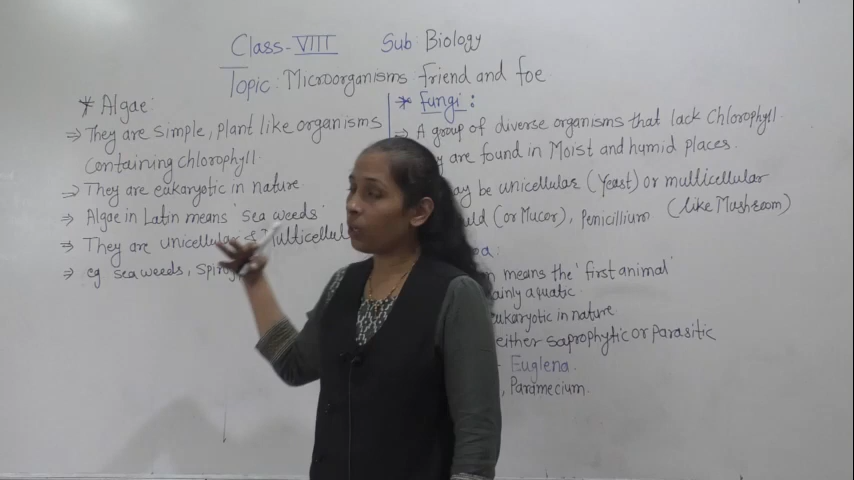 Class-VIII Sub: Biology
Topic: Microorganisms: friend and foe
* Algae:
⇒ They are simple, plant like organisms
containing chlorophyll.
⇒ They are eukaryotic in nature
⇒ Algae in Latin means 'sea weeds'
⇒ They are unicellular & Multicellular
⇒ eg seaweeds,
* Fungi:
⇒ A group of diverse organisms that lack Chlorophyll.
are found in Moist and humid places.
may be unicellular (Yeast) or multicellular
(like Mushroom)
(or Mucor), Penicillium
means the 'first animal'
aquatic
eukaryotic in nature
either saprophytic or parasitic
Euglena.
, Paramecium.